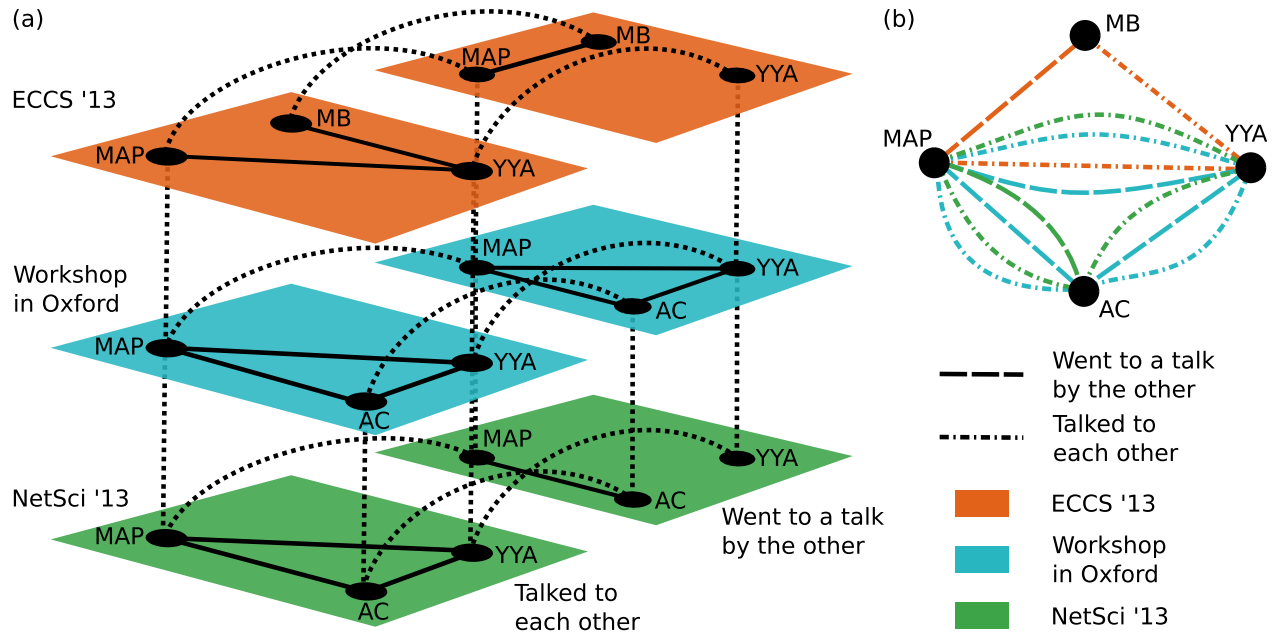 (a)
MAP
MB
YYA
ECCS '13
MAP
MB
YYA
Workshop
in Oxford
MAP
YYA
AC
MAP
YYA
AC
NetSci '13
MAP
YYA
AC
MAP
YYA
AC
Went to a talk
by the other
Talked to
each other
(b)
MB
MAP
YYA
AC
Went to a talk
by the other
Talked to
each other
ECCS '13
Workshop
in Oxford
NetSci '13